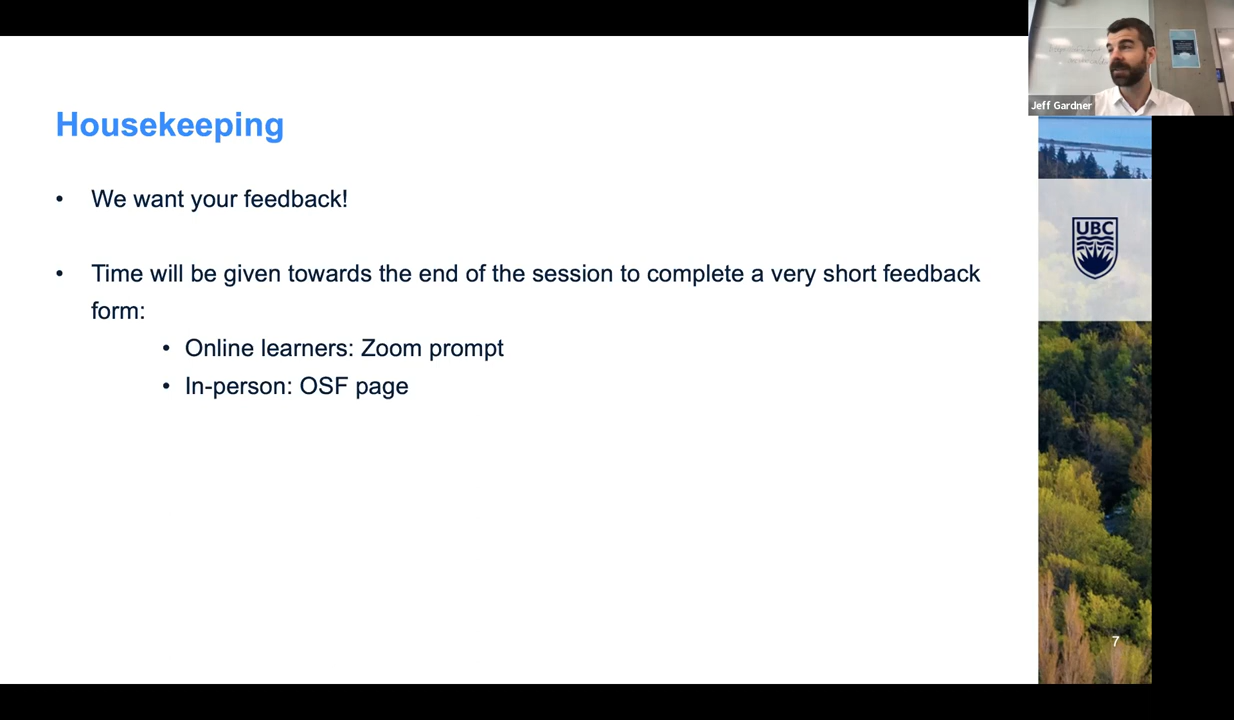 Housekeeping
• We want your feedback!
• Time will be given towards the end of the session to complete a very short feedback
form:
• Online learners: Zoom prompt
• In-person: OSF page
Jeff Gardner
UBC
7